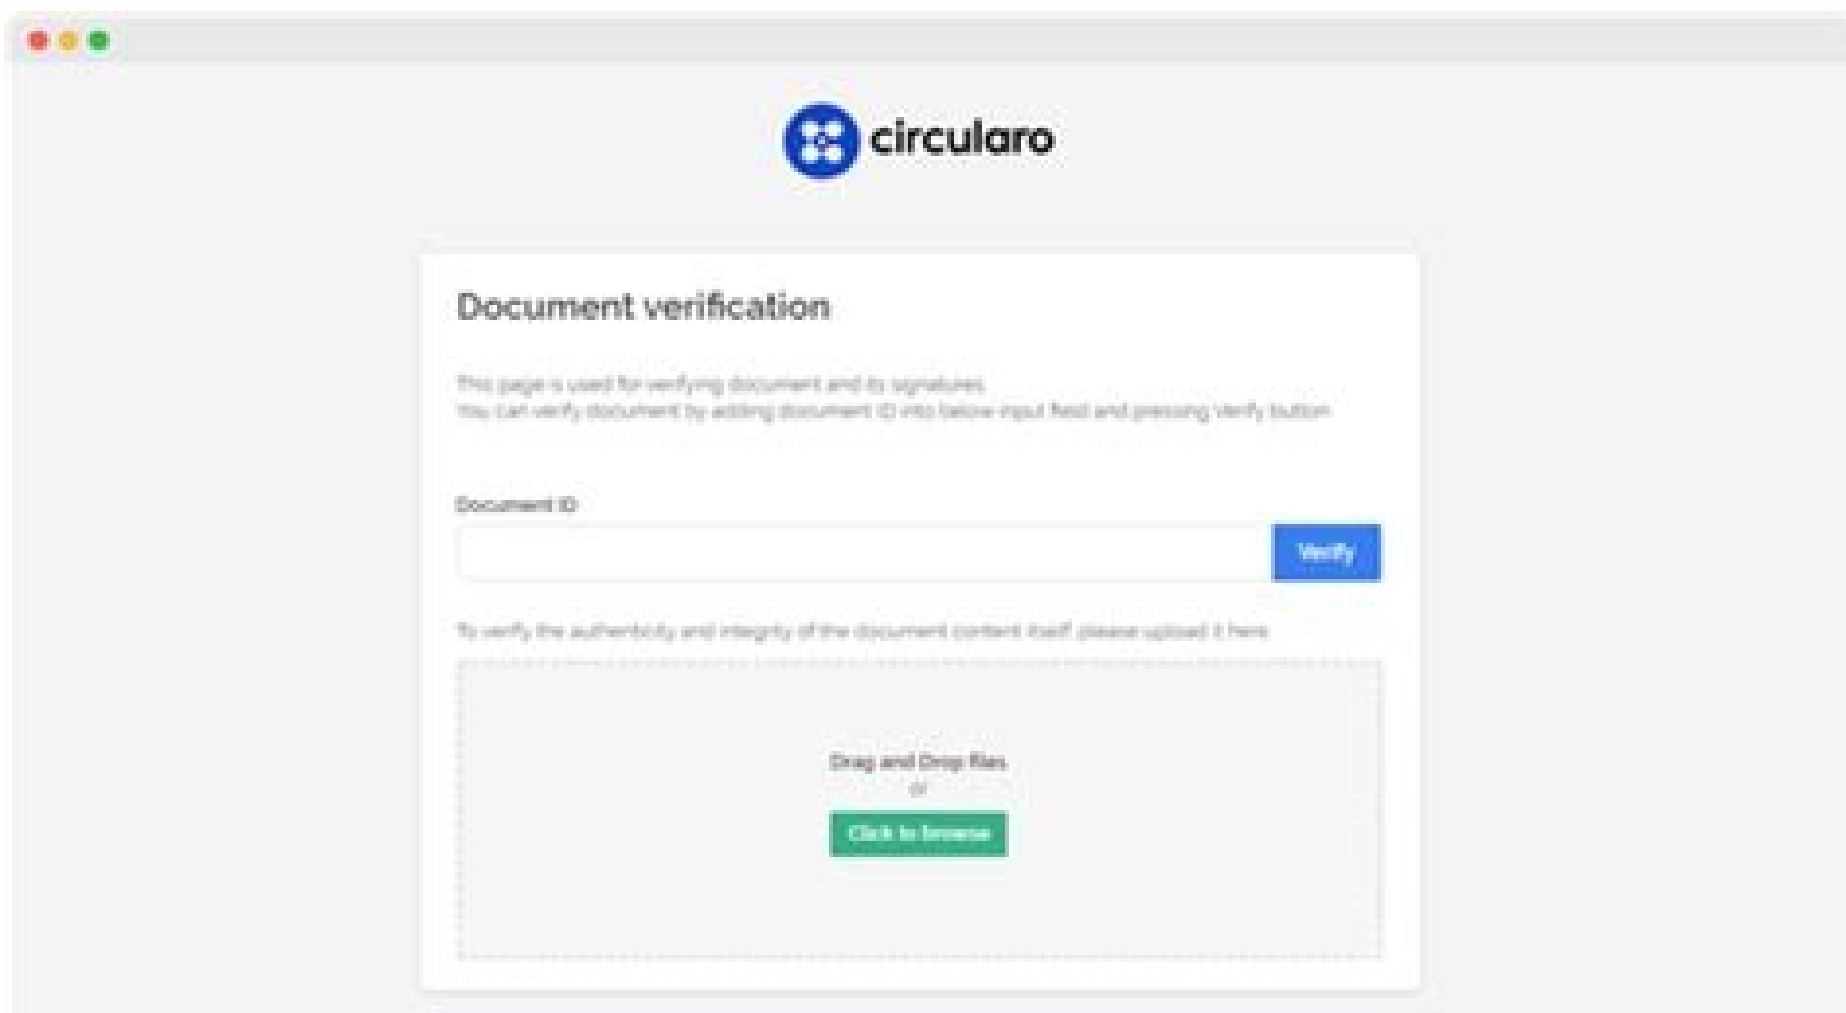 circularo
Document verification
This page is used for verifying document and its signatures.
You can verify document by adding document ID into below input field and pressing Verify button
Document ID
Verify
To verify the authenticity and integrity of the document content itself please upload it here
Drag and Drop files
or
Click to browse